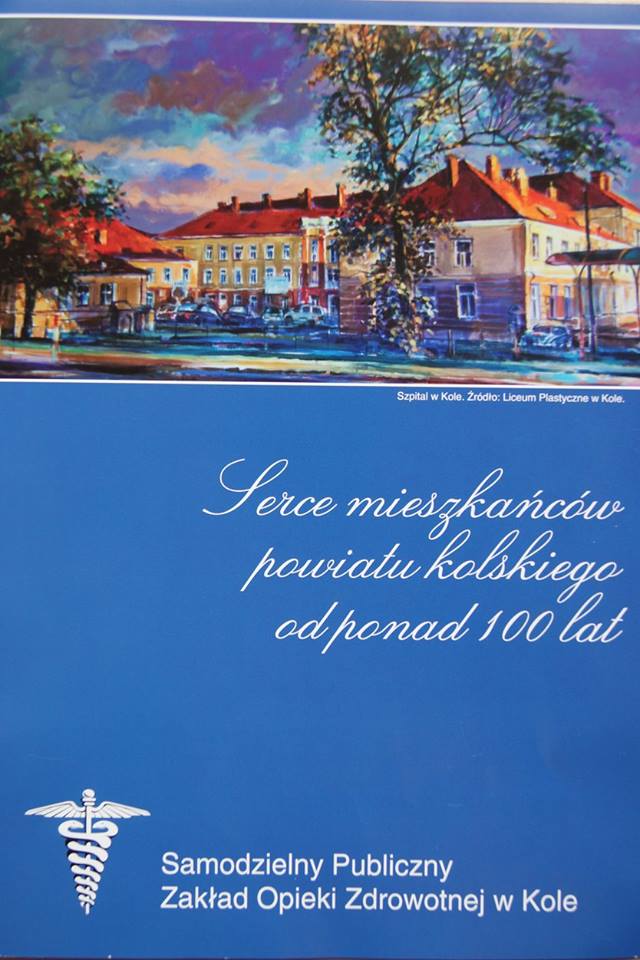 Szpital w Kole. Źródło: Liceum Plastyczne w Kole.
Serce mieszkańców
powiatu kolskiego
od ponad 100 lat
Samodzielny Publiczny
Zakład Opieki Zdrowotnej w Kole